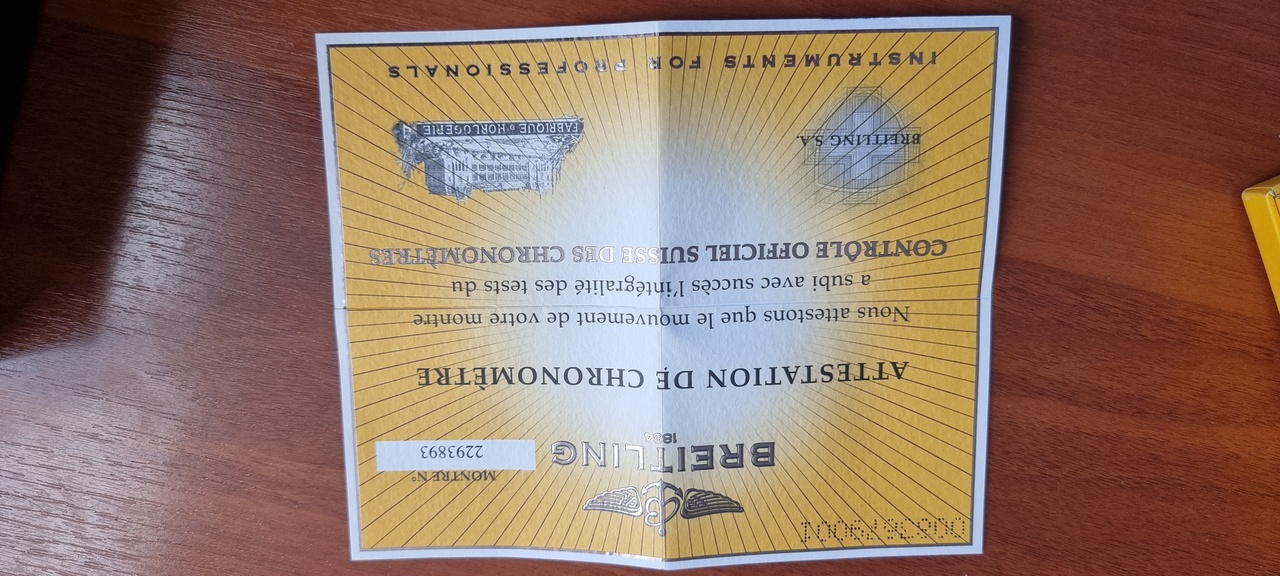 BREITLING
1884
MONTRE N°
2293893
ATTESTATION DE CHRONOMÈTRE
Nous attestons que le mouvement de votre montre
a subi avec succès l'intégralité des tests du
CONTRÔLE OFFICIEL SUISSE DES CHRONOMÈTRES
BREITLING S.A.
FABRIQUE D'HORLOGERIE
INSTRUMENTS FOR PROFESSIONALS